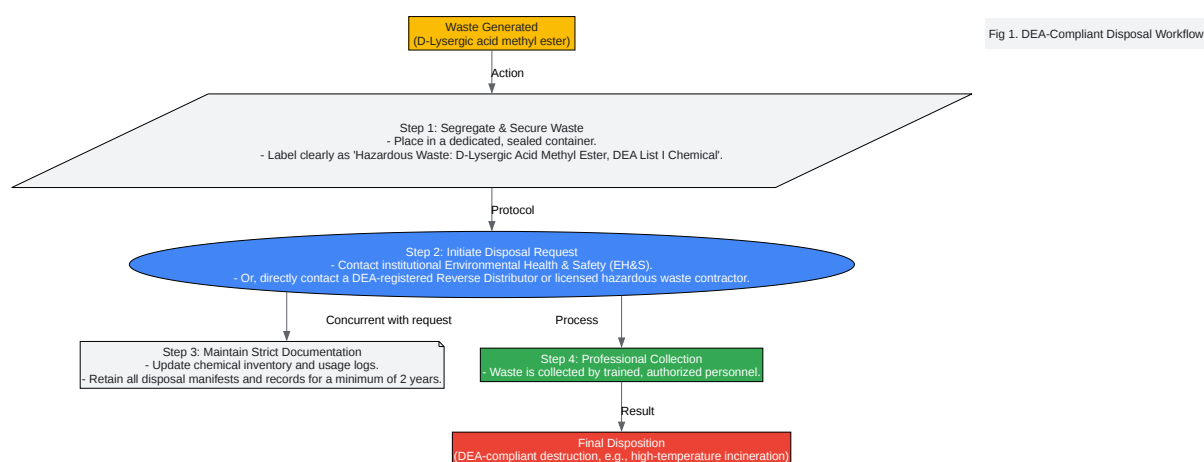 Waste Generated
(D-Lysergic acid methyl ester)
Fig 1. DEA-Compliant Disposal Workflow
Action
Step 1: Segregate & Secure Waste
- Place in a dedicated, sealed container.
- Label clearly as 'Hazardous Waste: D-Lysergic Acid Methyl Ester, DEA List I Chemical'.
Protocol
Step 2: Initiate Disposal Request
- Contact institutional Environmental Health & Safety (EH&S).
- Or, directly contact a DEA-registered Reverse Distributor or licensed hazardous waste contractor.
Concurrent with request
Process
Step 3: Maintain Strict Documentation
- Update chemical inventory and usage logs.
- Retain all disposal manifests and records for a minimum of 2 years.
Step 4: Professional Collection
- Waste is collected by trained, authorized personnel.
Result
Final Disposition
(DEA-compliant destruction, e.g., high-temperature incineration)